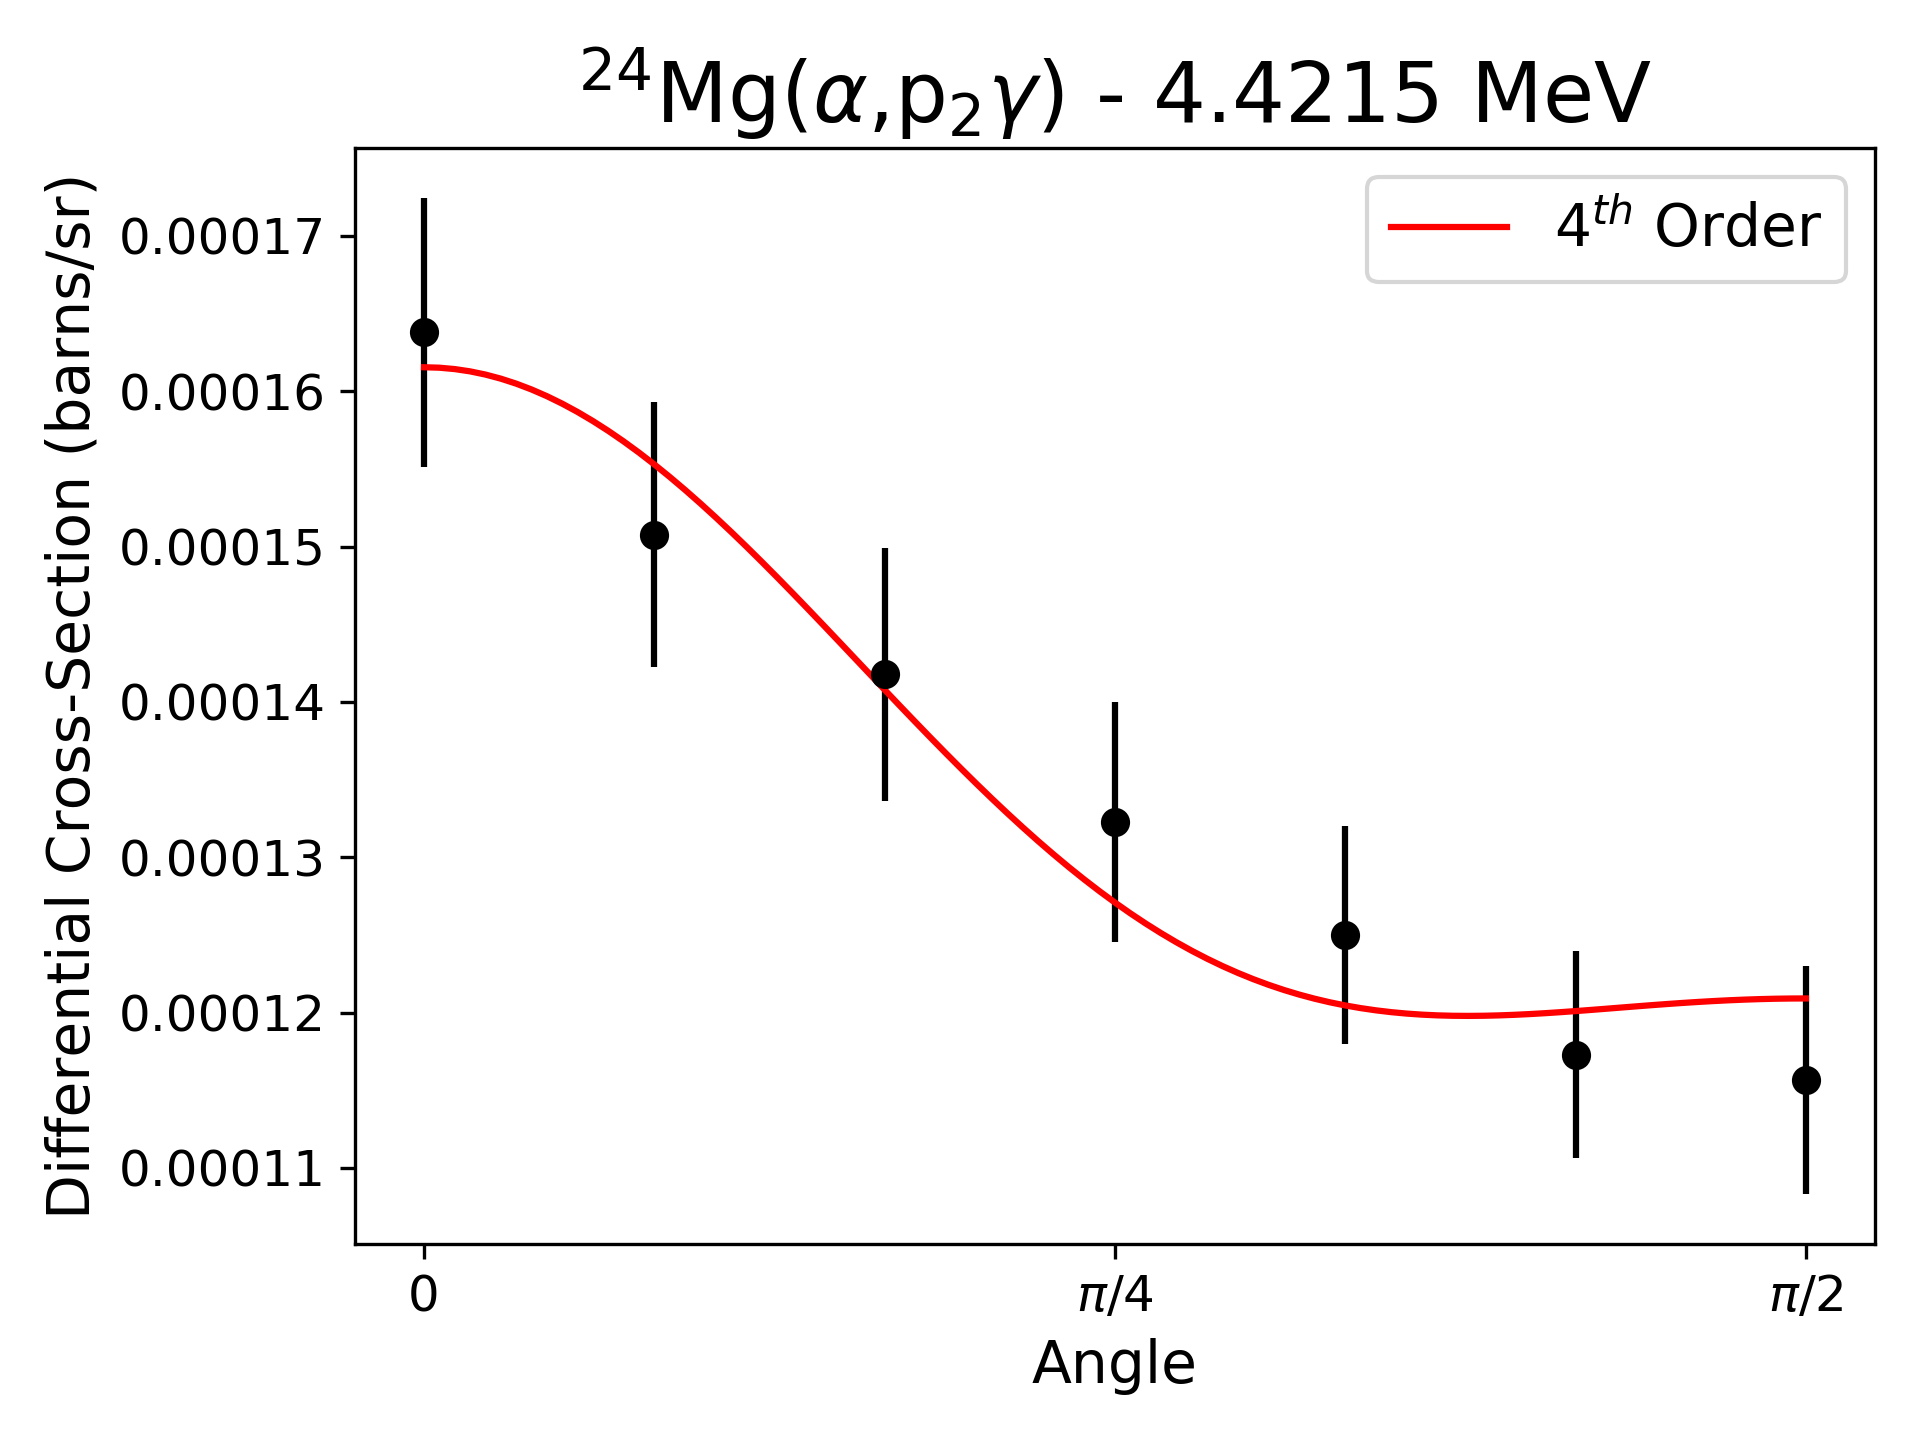 ²⁴Mg(α,p₂γ) - 4.4215 MeV
4ᵗʰ Order
Differential Cross-Section (barns/sr)
0.00017
0.00016
0.00015
0.00014
0.00013
0.00012
0.00011
0 π/4 π/2
Angle